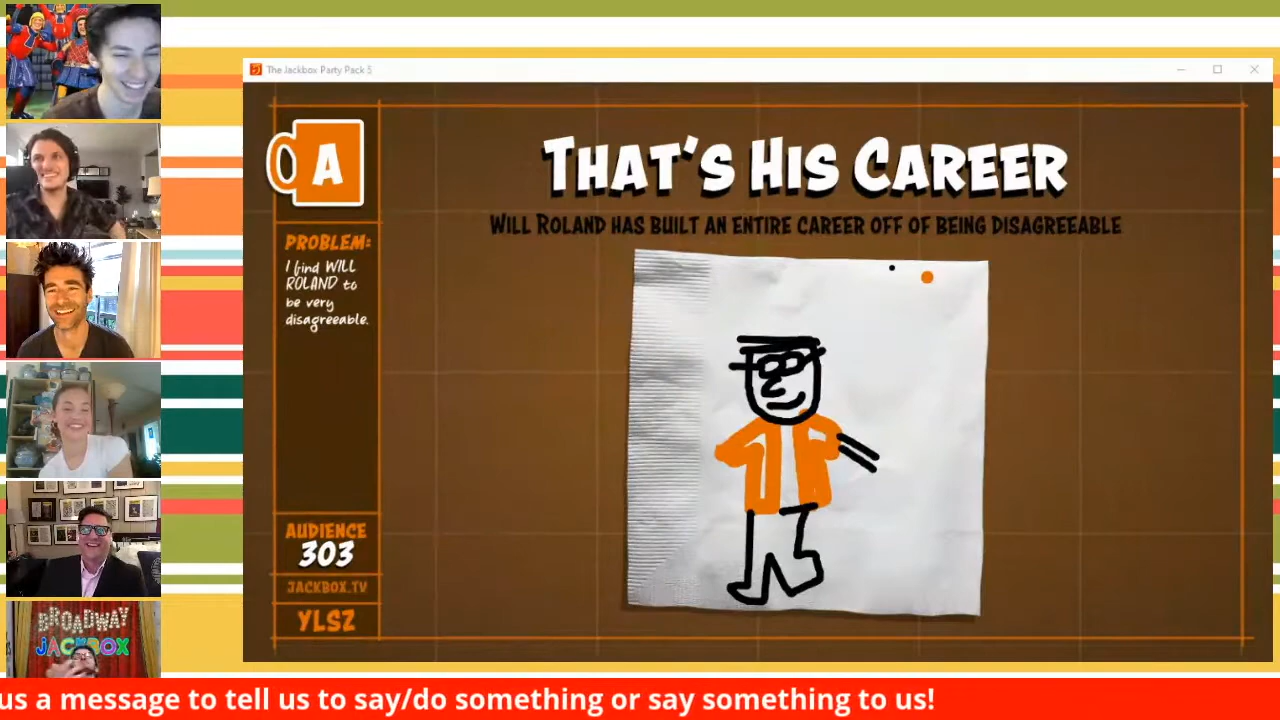 The Jackbox Party Pack 5
A
THAT'S HIS CAREER
WILL ROLAND HAS BUILT AN ENTIRE CAREER OFF OF BEING DISAGREEABLE
PROBLEM:
I find WILL
ROLAND to
be very
disagreeable.
AUDIENCE
303
JACKBOX.TV
YLSZ
BROADWAY
JACKBOX
us a message to tell us to say/do something or say something to us!